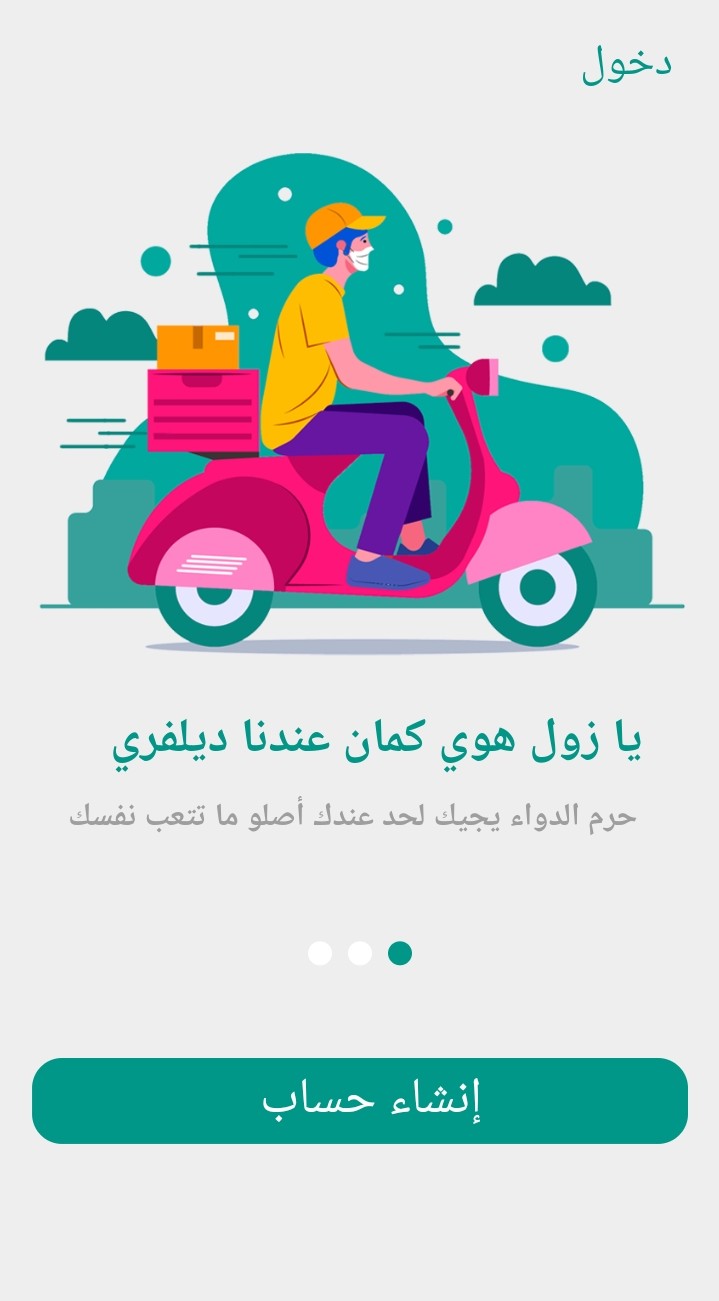 دخول
يا زول هوي كمان عندنا ديلفري
حرم الدواء يجيك لحد عندك أصلو ما تتعب نفسك
إنشاء حساب